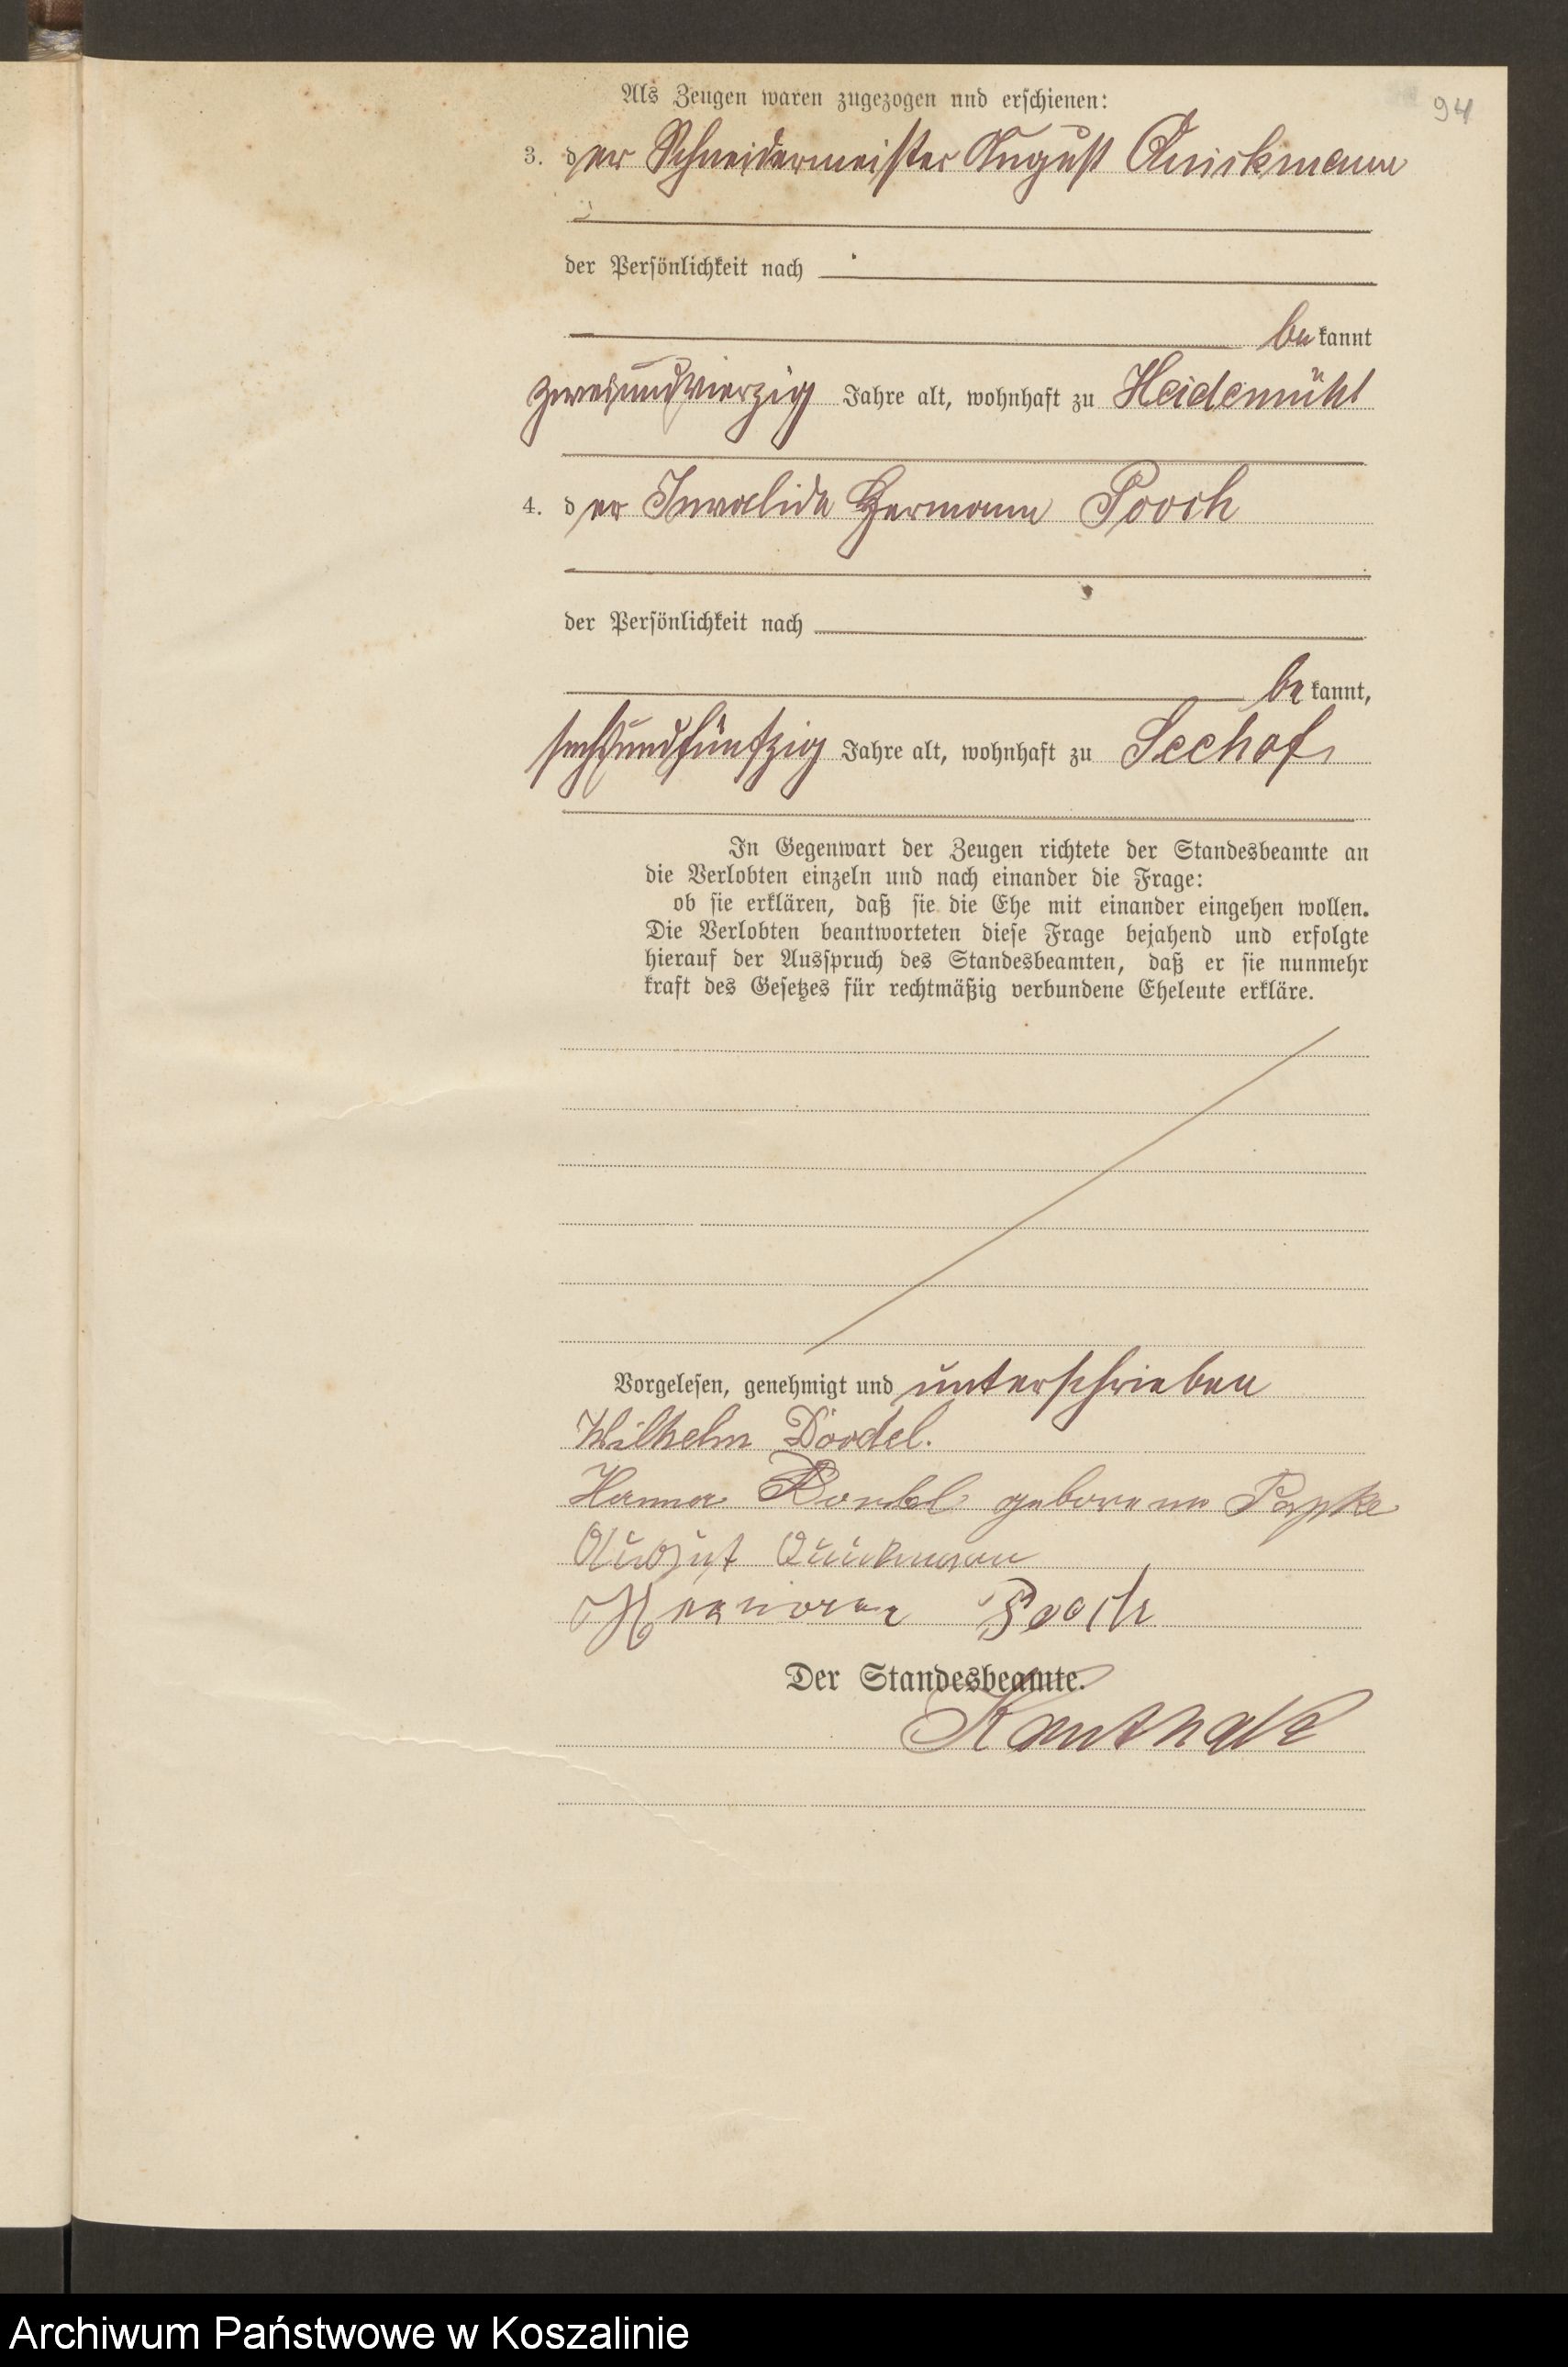 94
Als Zeugen waren zugezogen und erschienen:
3. der Schneidermeister August Quickmann
der Persönlichkeit nach
bekannt
zweiundvierzig Jahre alt, wohnhaft zu Heidemühl
4. der Invalide Hermann Pooch
der Persönlichkeit nach
bekannt,
sechsundfünfzig Jahre alt, wohnhaft zu Seehof
In Gegenwart der Zeugen richtete der Standesbeamte an
die Verlobten einzeln und nach einander die Frage:
ob sie erklären, daß sie die Ehe mit einander eingehen wollen.
Die Verlobten beantworteten diese Frage bejahend und erfolgte
hierauf der Ausspruch des Standesbeamten, daß er sie nunmehr
kraft des Gesetzes für rechtmäßig verbundene Eheleute erkläre.
Vorgelesen, genehmigt und unterschrieben
Wilhelm
Hanna geborene Papke
August Quickmann
Hermann Pooch
Der Standesbeamte.
Archiwum Państwowe w Koszalinie